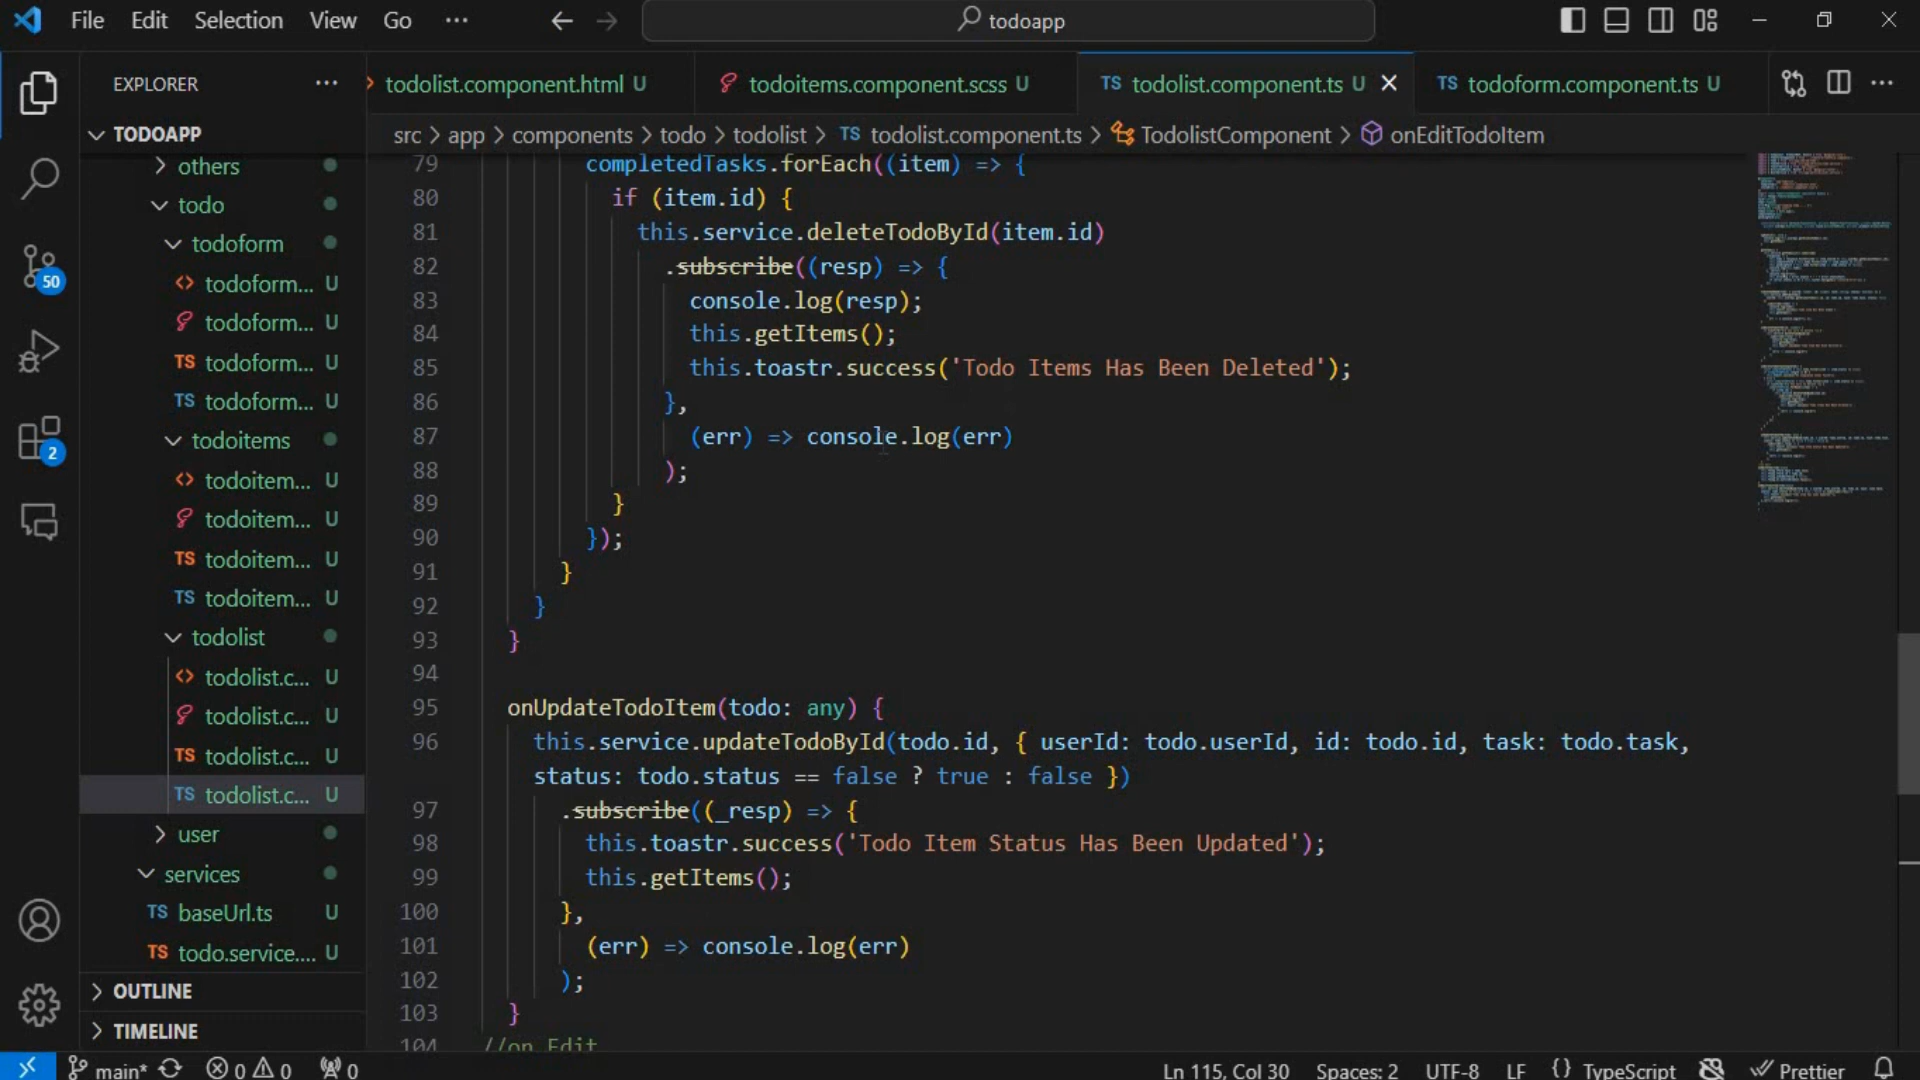 File Edit Selection View Go ··· todoapp
EXPLORER ···
todolist.component.html U
todoitems.component.scss U
TS todolist.component.ts U
TS todoform.component.ts U
TODOAPP
src > app > components > todo > todolist > TS todolist.component.ts > TodolistComponent > onEditTodoItem
others
todo
todoform
todoform... U
todoform... U
TS todoform... U
TS todoform... U
todoitems
todoitem... U
todoitem... U
TS todoitem... U
TS todoitem... U
todolist
todolist.c... U
todolist.c... U
TS todolist.c... U
TS todolist.c... U
user
services
TS baseUrl.ts U
TS todo.service.... U
OUTLINE
TIMELINE
50
2
79 completedTasks.forEach((item) => {
80 if (item.id) {
81 this.service.deleteTodoById(item.id)
82 .subscribe((resp) => {
83 console.log(resp);
84 this.getItems();
85 this.toastr.success('Todo Items Has Been Deleted');
86 },
87 (err) => console.log(err)
88 );
89 }
90 });
91 }
92 }
93 }
94
95 onUpdateTodoItem(todo: any) {
96 this.service.updateTodoById(todo.id, { userId: todo.userId, id: todo.id, task: todo.task,
status: todo.status == false ? true : false })
97 .subscribe((_resp) => {
98 this.toastr.success('Todo Item Status Has Been Updated');
99 this.getItems();
100 },
101 (err) => console.log(err)
102 );
103 }
104 //on Edit
main* 0 0 0 Ln 115, Col 30 Spaces: 2 UTF-8 LF {} TypeScript Prettier